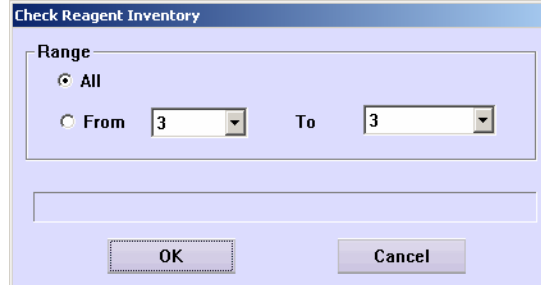 Check Reagent Inventory
Range
All
From 3 To 3
OK Cancel